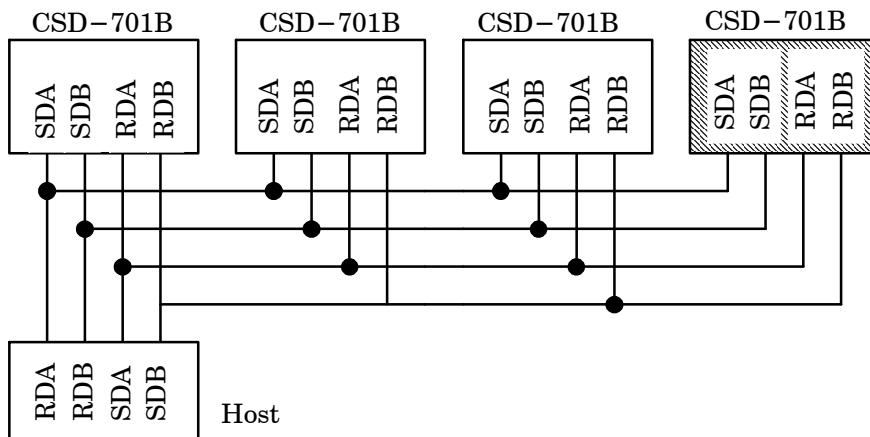 CSD-701B CSD-701B CSD-701B CSD-701B
SDA SDB RDA RDB SDA SDB RDA RDB SDA SDB RDA RDB SDA SDB RDA RDB
RDA RDB SDA SDB
Host